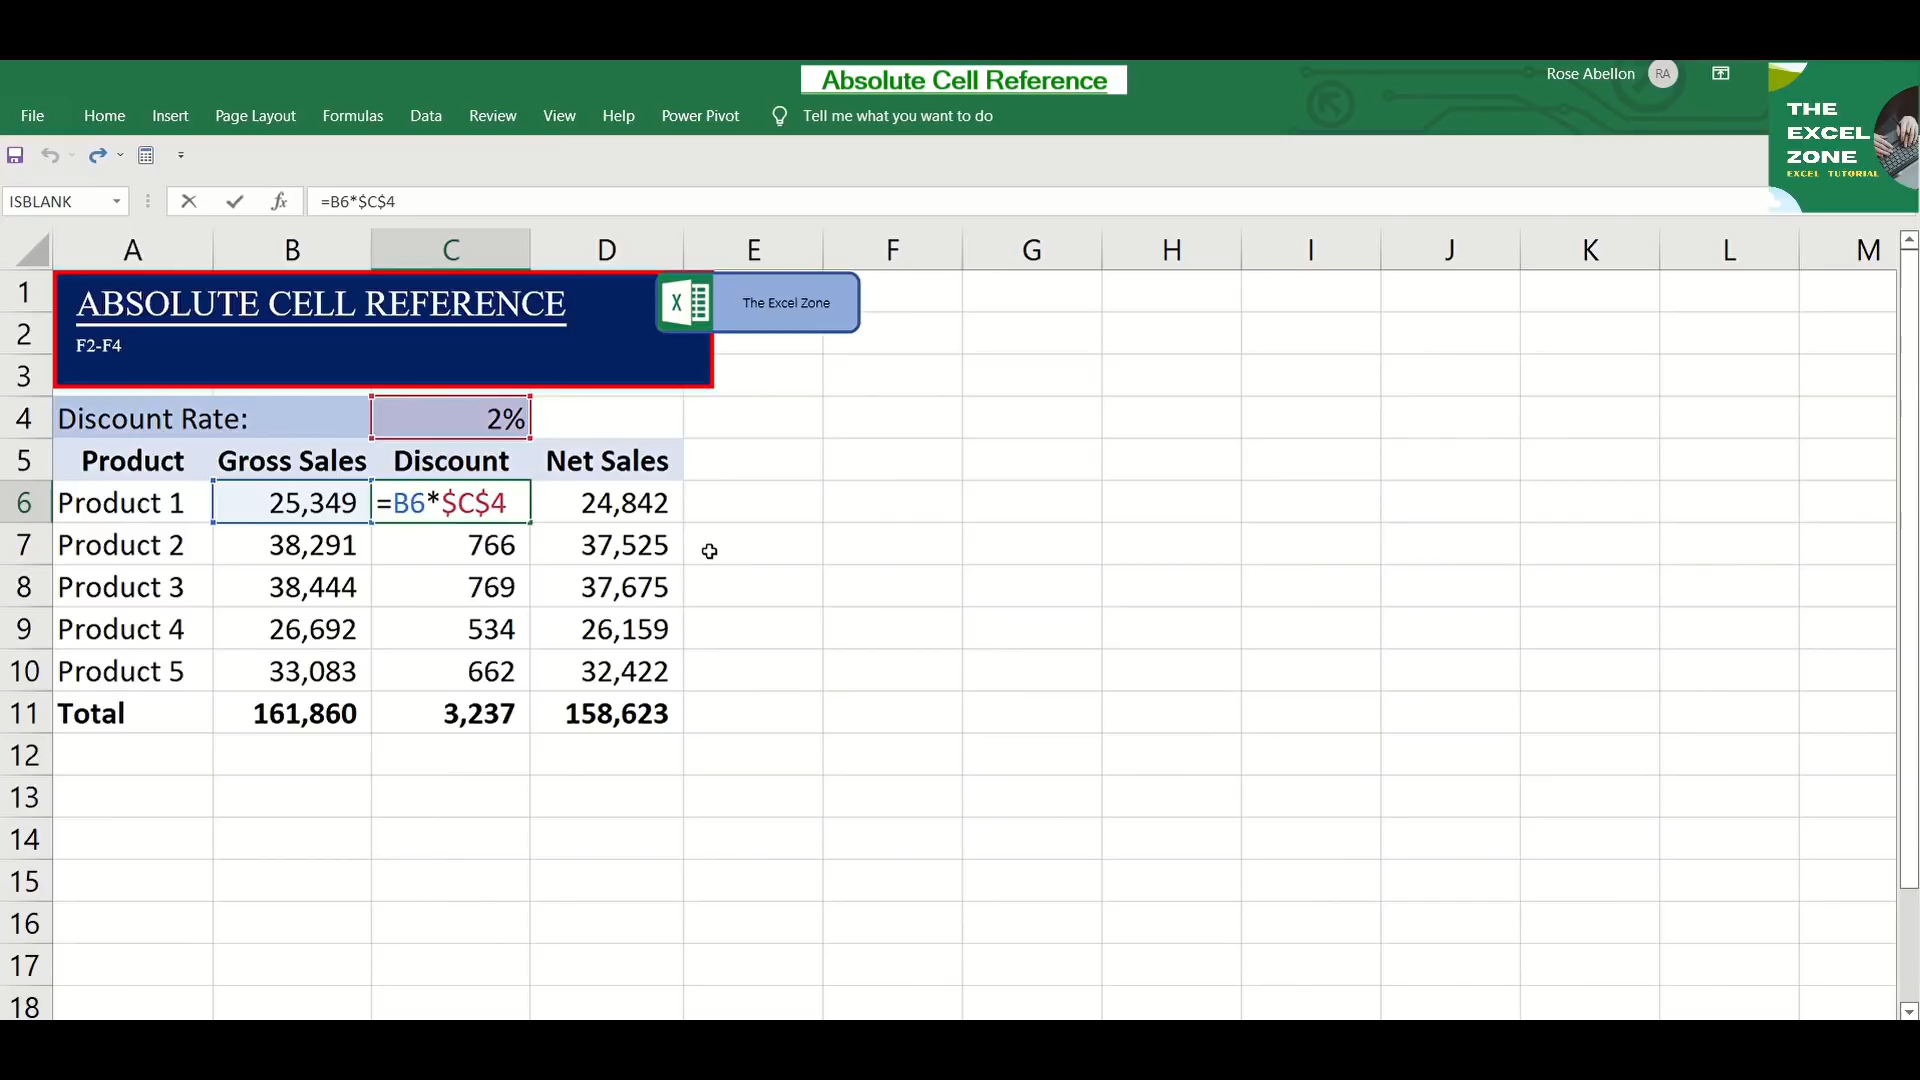 Absolute Cell Reference
Rose Abellon RA
THE
EXCEL
ZONE
EXCEL TUTORIAL
File Home Insert Page Layout Formulas Data Review View Help Power Pivot Tell me what you want to do
ISBLANK fx =B6*$C$4
A B C D E F G H I J K L M
1 ABSOLUTE CELL REFERENCE X The Excel Zone
2 F2-F4
3
4 Discount Rate: 2%
5 Product Gross Sales Discount Net Sales
6 Product 1 25,349 =B6*$C$4 24,842
7 Product 2 38,291 766 37,525
8 Product 3 38,444 769 37,675
9 Product 4 26,692 534 26,159
10 Product 5 33,083 662 32,422
11 Total 161,860 3,237 158,623
12
13
14
15
16
17
18